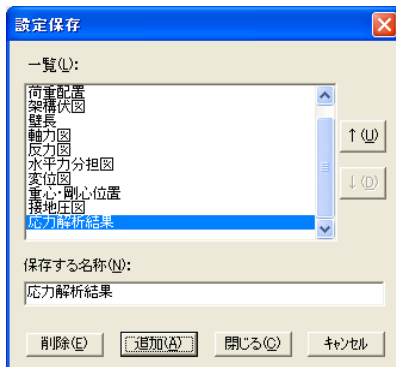 設定保存
一覧(L):
荷重配置
架構伏図
壁長
軸力図
反力図
水平力分担図
変位図
重心・剛心位置
接地圧図
応力解析結果
↑(U)
↓(D)
保存する名称(N):
応力解析結果
削除(E)
追加(A)
閉じる(C)
キャンセル